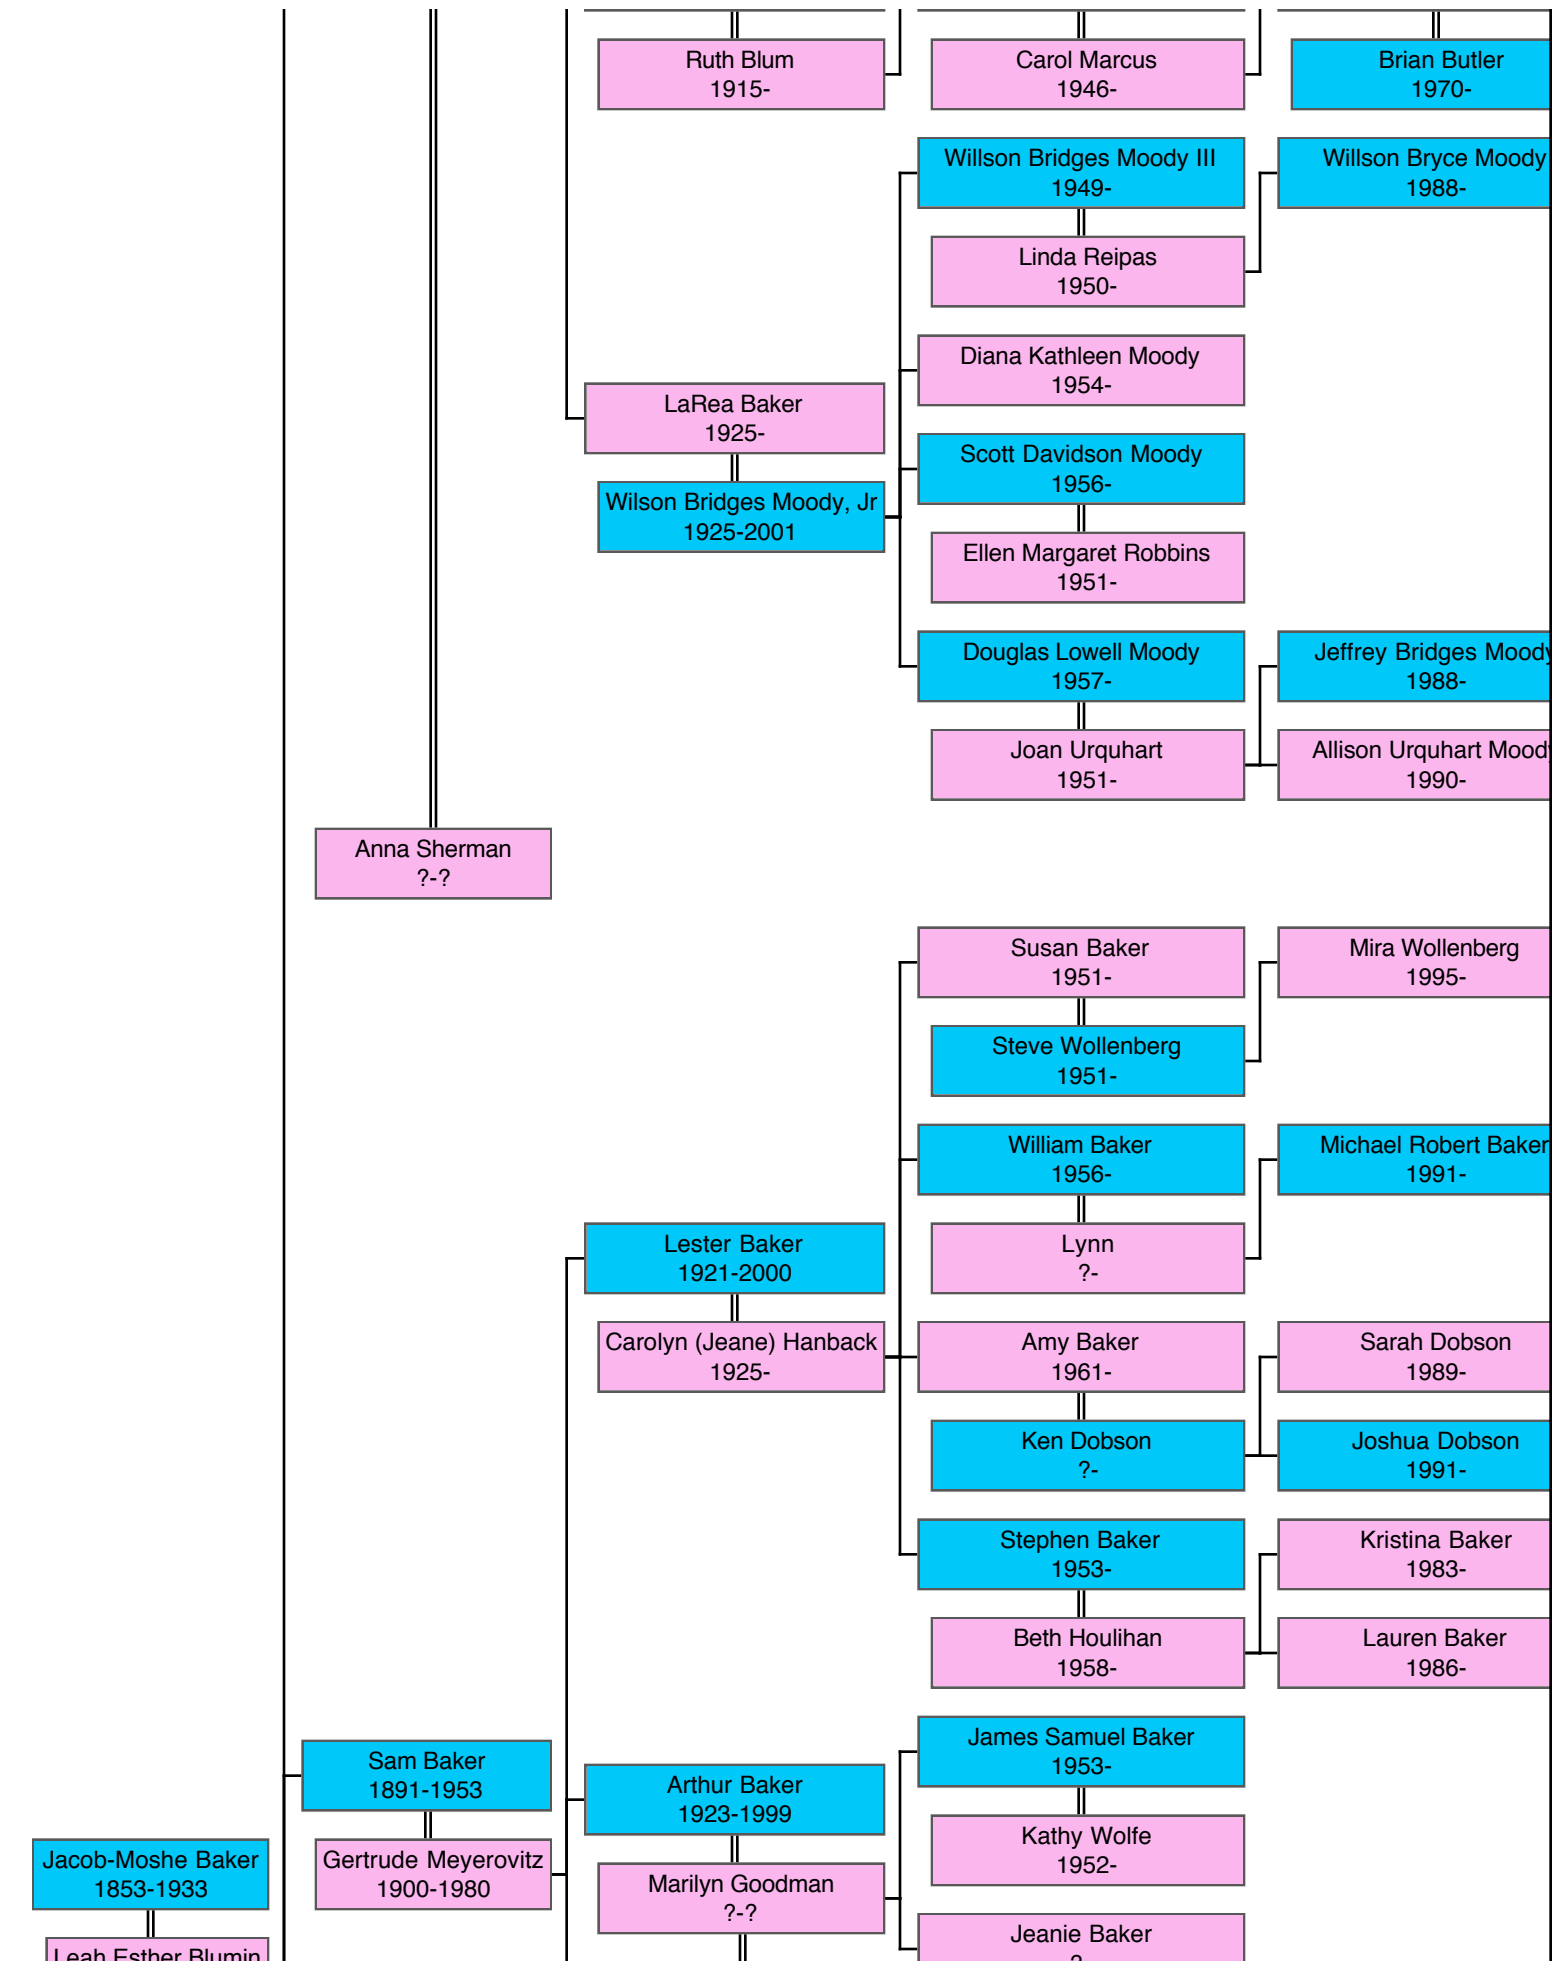 Ruth Blum
1915-
Carol Marcus
1946-
Brian Butler
1970-
Willson Bridges Moody III
1949-
Willson Bryce Moody
1988-
Linda Reipas
1950-
Diana Kathleen Moody
1954-
LaRea Baker
1925-
Scott Davidson Moody
1956-
Wilson Bridges Moody, Jr
1925-2001
Ellen Margaret Robbins
1951-
Douglas Lowell Moody
1957-
Jeffrey Bridges Moody
1988-
Joan Urquhart
1951-
Allison Urquhart Moody
1990-
Anna Sherman
?-?
Susan Baker
1951-
Mira Wollenberg
1995-
Steve Wollenberg
1951-
William Baker
1956-
Michael Robert Baker
1991-
Lester Baker
1921-2000
Lynn
?-
Carolyn (Jeane) Hanback
1925-
Amy Baker
1961-
Sarah Dobson
1989-
Ken Dobson
?-
Joshua Dobson
1991-
Stephen Baker
1953-
Kristina Baker
1983-
Beth Houlihan
1958-
Lauren Baker
1986-
James Samuel Baker
1953-
Sam Baker
1891-1953
Arthur Baker
1923-1999
Kathy Wolfe
1952-
Jacob-Moshe Baker
1853-1933
Gertrude Meyerovitz
1900-1980
Marilyn Goodman
?-?
Jeanie Baker
Leah Esther Blumin